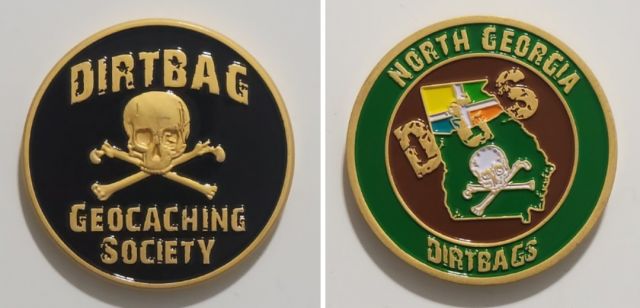 DIRTBAG
GEOCACHING
SOCIETY
NORTH GEORGIA
DGS
DIRTBAGS